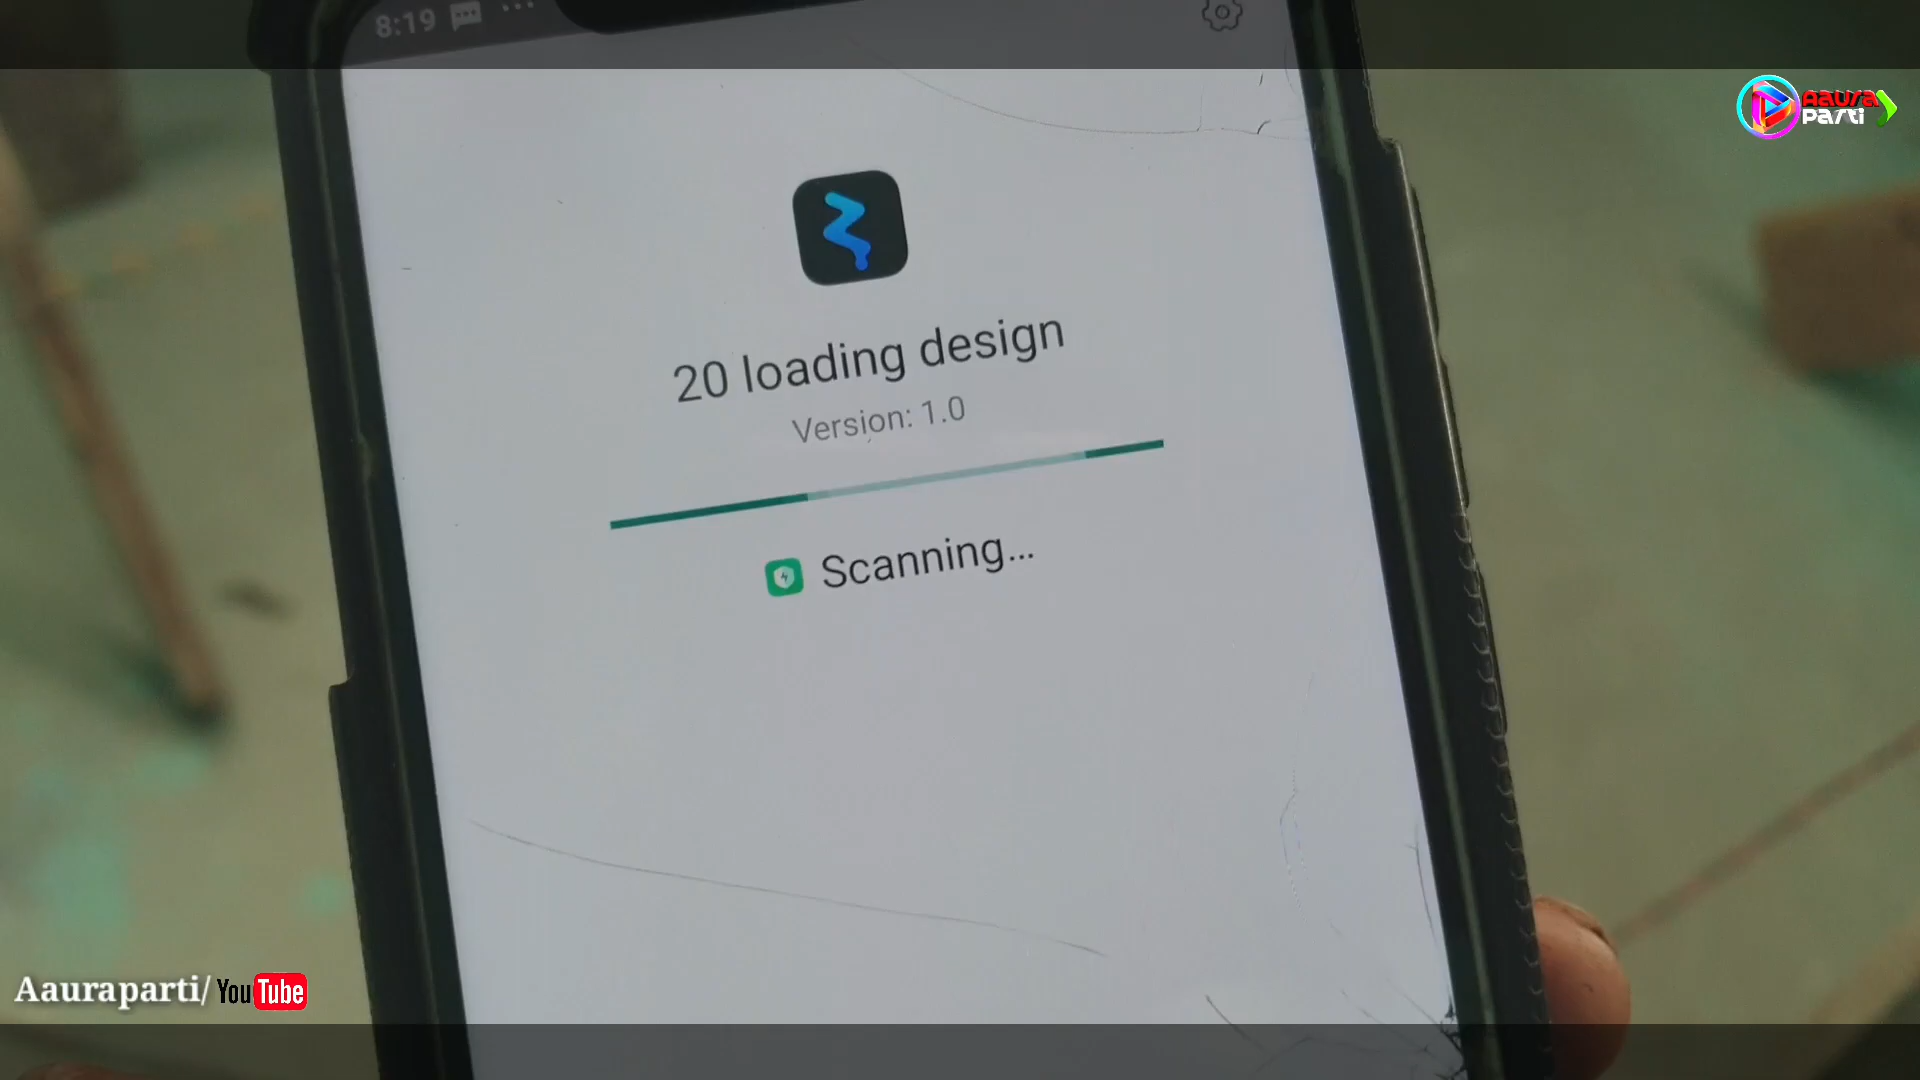 8:19
Aaura
Parti
20 loading design
Version: 1.0
Scanning...
Aauraparti/YouTube